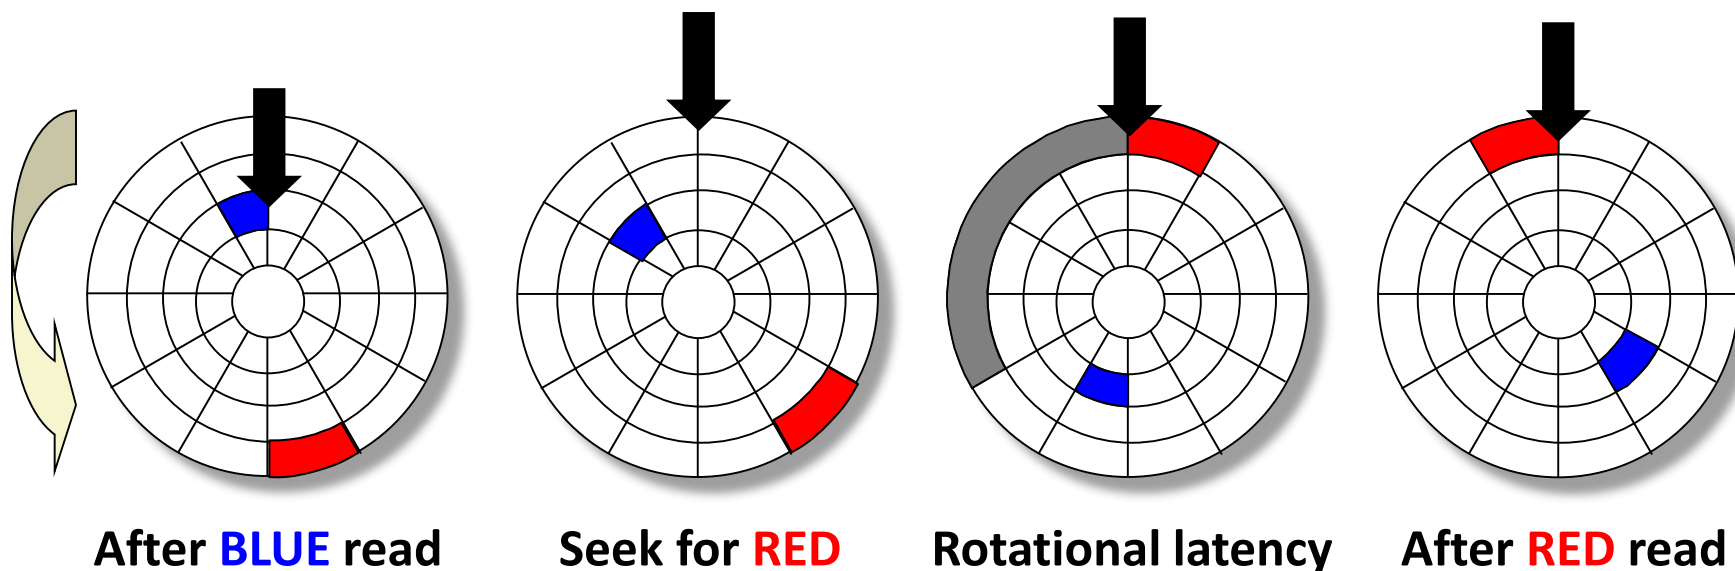 After BLUE read
Seek for RED
Rotational latency
After RED read